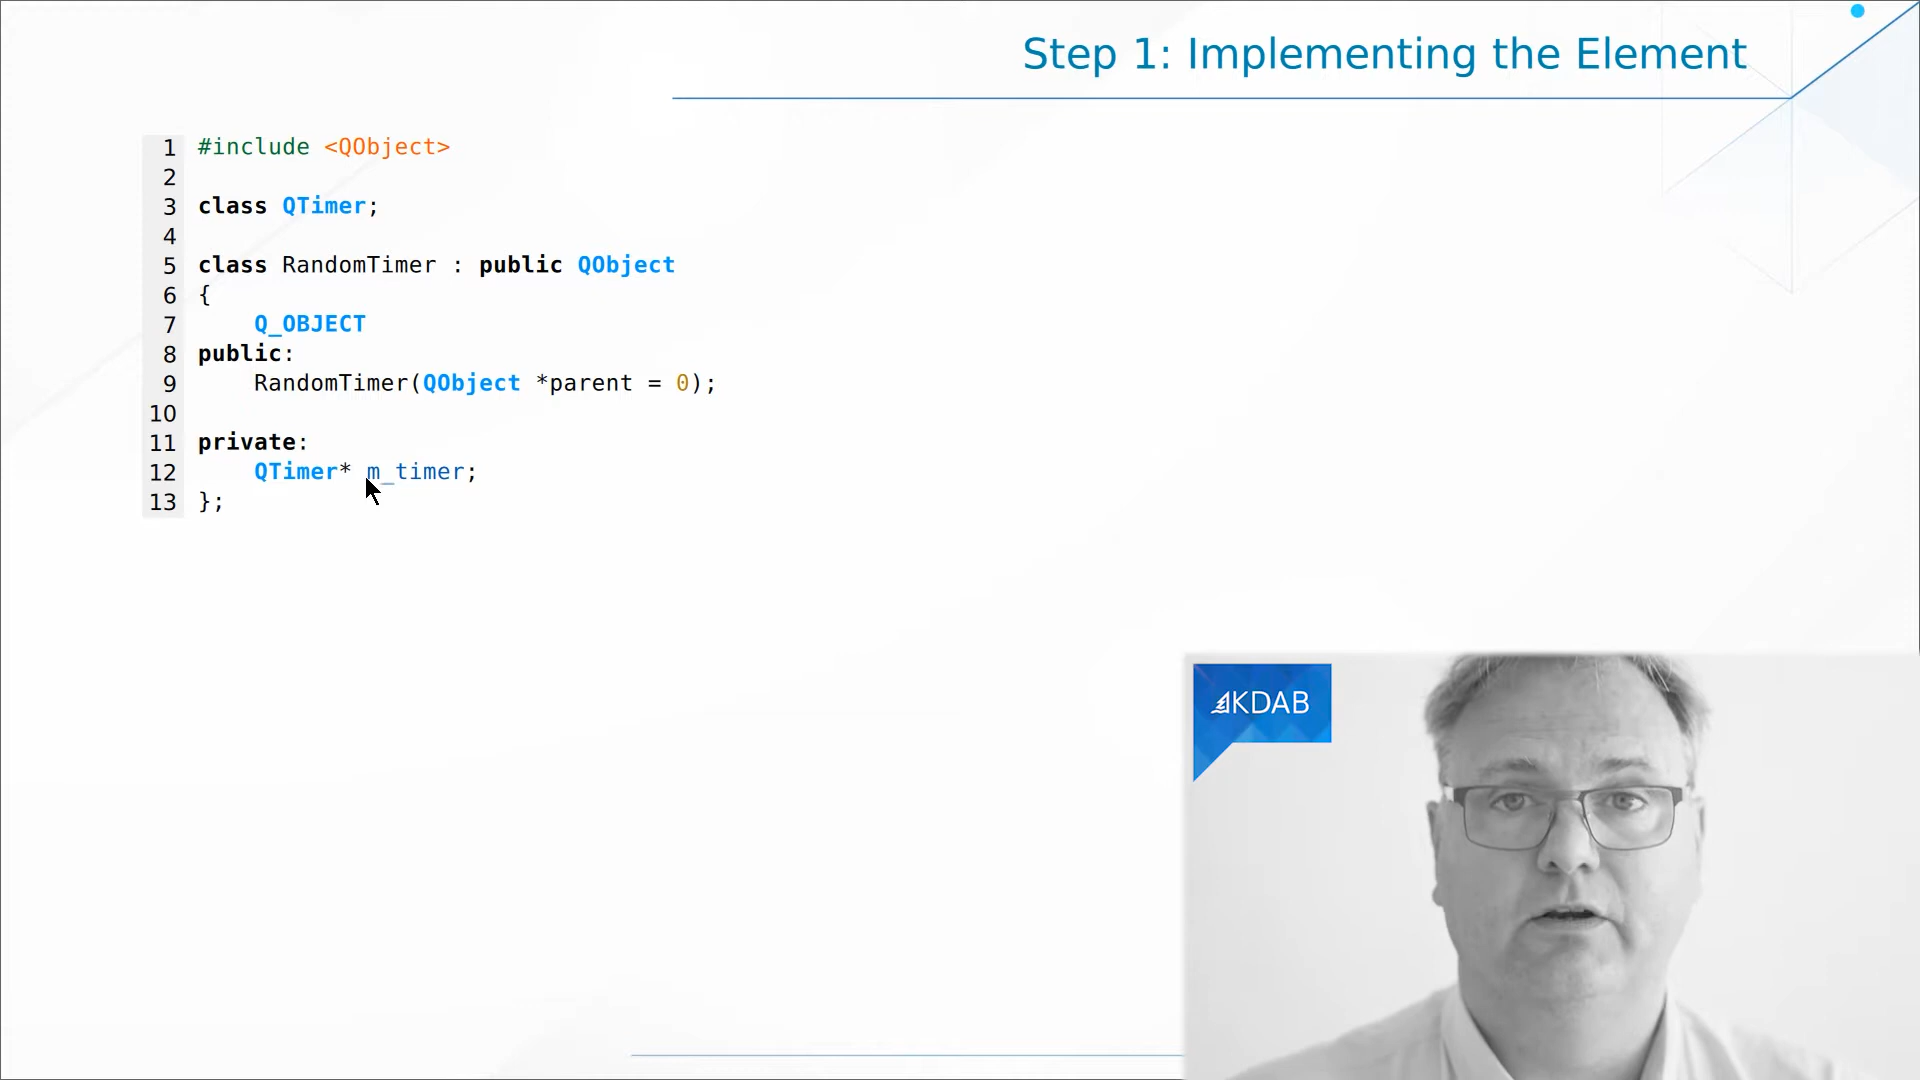 Step 1: Implementing the Element
1 #include <QObject>
2
3 class QTimer;
4
5 class RandomTimer : public QObject
6 {
7     Q_OBJECT
8 public:
9     RandomTimer(QObject *parent = 0);
10
11 private:
12     QTimer* m_timer;
13 };
KDAB